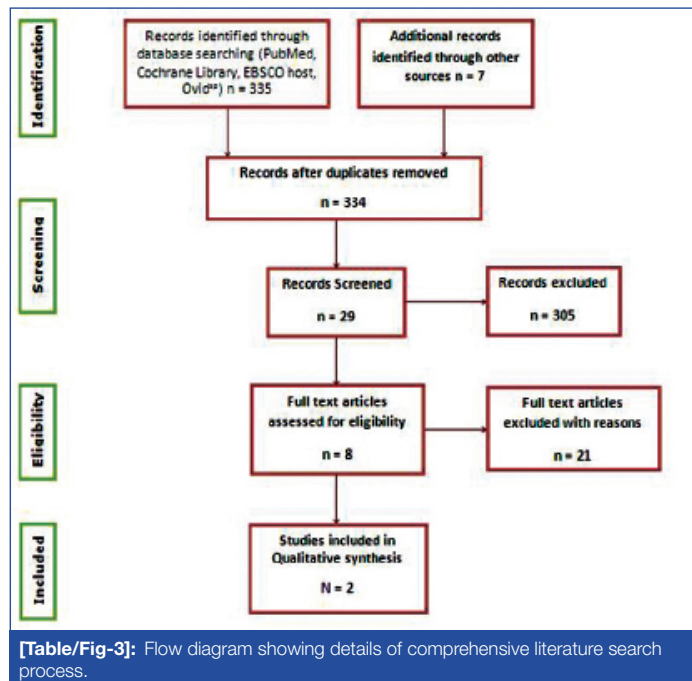 Identification
Records identified through
database searching (PubMed,
Cochrane Library, EBSCO host,
n = 335
Additional records
identified through other
sources n = 7
Records after duplicates removed
n = 334
Screening
Records Screened
n = 29
Records excluded
n = 305
Eligibility
Full text articles
assessed for eligibility
n = 8
Full text articles
excluded with reasons
n = 21
Included
Studies included in
Qualitative synthesis
N = 2
[Table/Fig-3]: Flow diagram showing details of comprehensive literature search
process.